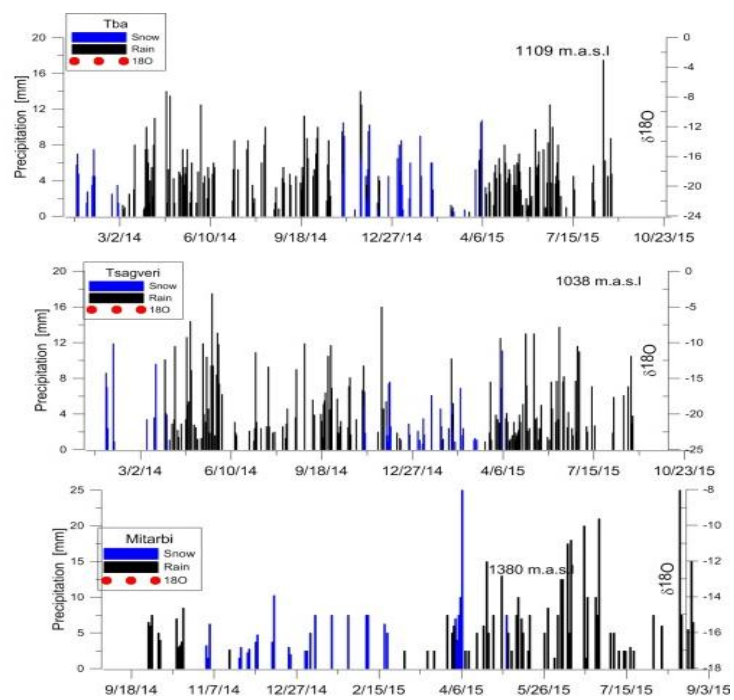 Tba
Snow
Rain
18O
1109 m.a.s.l
Precipitation [mm]
20
16
12
8
4
0
δ18O
0
-4
-8
-12
-16
-20
-24
3/2/14 6/10/14 9/18/14 12/27/14 4/6/15 7/15/15 10/23/15
Tsagveri
Snow
Rain
18O
1038 m.a.s.l
Precipitation [mm]
20
16
12
8
4
0
δ18O
0
-5
-10
-15
-20
-25
3/2/14 6/10/14 9/18/14 12/27/14 4/6/15 7/15/15 10/23/15
Mitarbi
Snow
Rain
18O
1380 m.a.s.l
Precipitation [mm]
25
20
15
10
5
0
δ18O
-8
-10
-12
-14
-16
-18
9/18/14 11/7/14 12/27/14 2/15/15 4/6/15 5/26/15 7/15/15 9/3/15